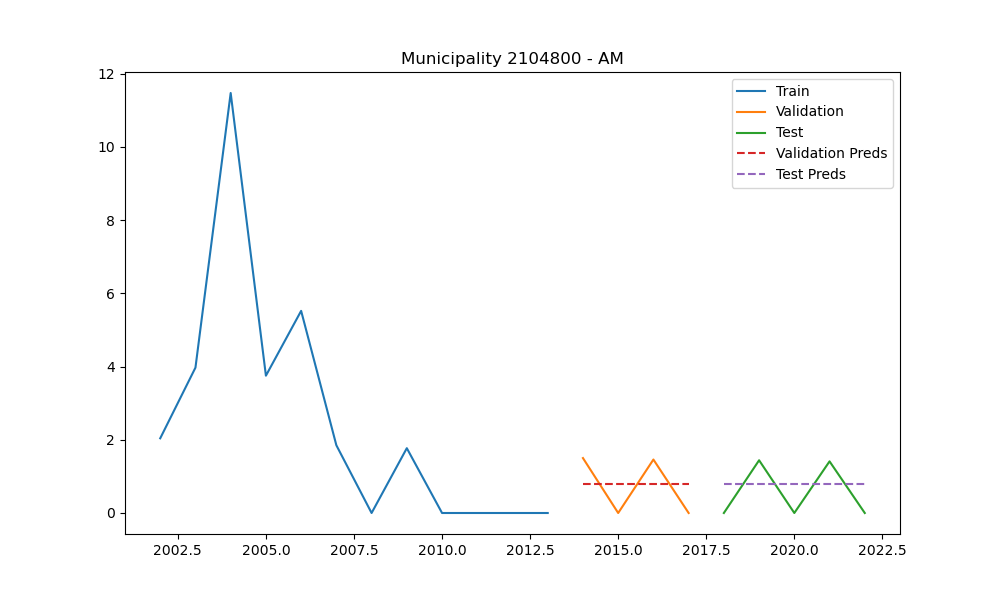 Municipality 2104800 - AM
12
10
8
6
4
2
0
Train
Validation
Test
Validation Preds
Test Preds
2002.5 2005.0 2007.5 2010.0 2012.5 2015.0 2017.5 2020.0 2022.5